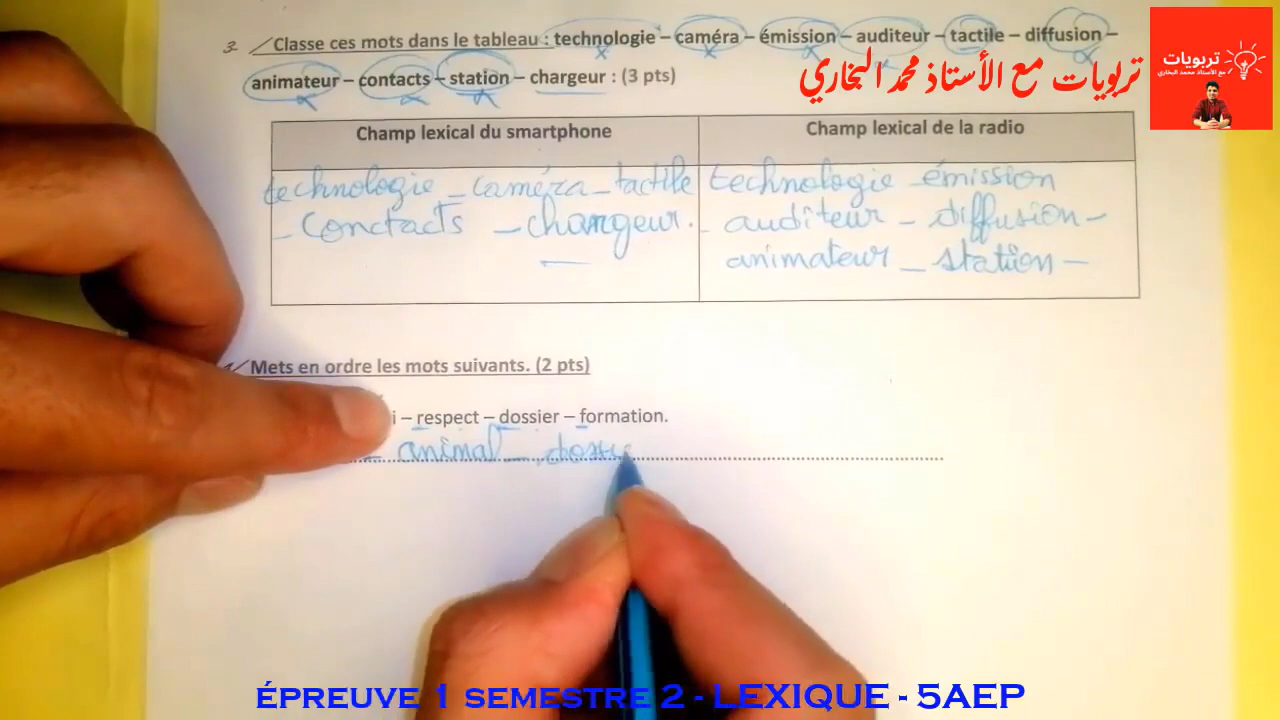 3. Classe ces mots dans le tableau : technologie – caméra – émission – auditeur – tactile – diffusion –
animateur – contacts – station – chargeur : (3 pts)
تربويات مع الأستاذ محمد البخاري
تربويات
مع الأستاذ محمد البخاري
Champ lexical du smartphone
Champ lexical de la radio
technologie – caméra – tactile
– Conctacts – chargeur.
technologie – émission
– auditeur – diffusion –
animateur – station –
Mets en ordre les mots suivants. (2 pts)
i – respect – dossier – formation.
– animal –
épreuve 1 semestre 2 - LEXIQUE - 5AEP